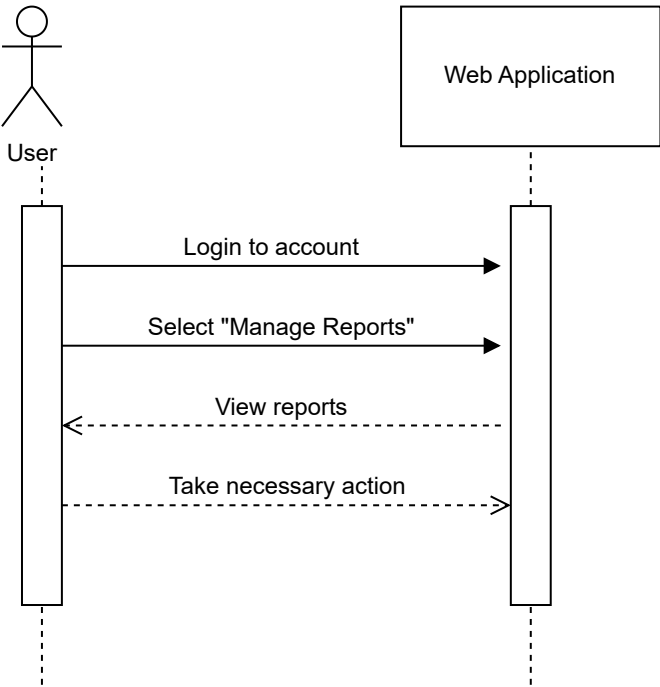 User
Web Application
Login to account
Select "Manage Reports"
View reports
Take necessary action